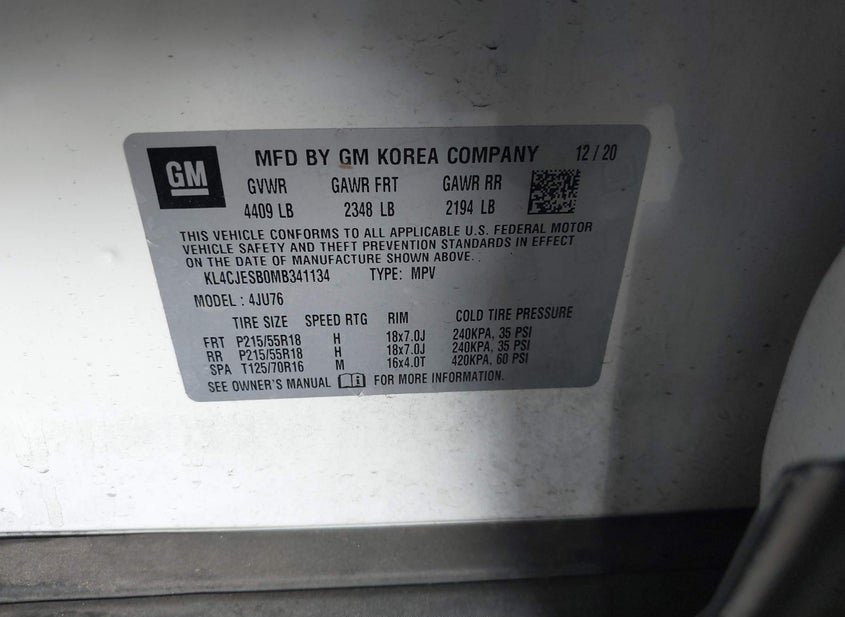 GM MFD BY GM KOREA COMPANY 12/20
GVWR GAWR FRT GAWR RR
4409 LB 2348 LB 2194 LB
THIS VEHICLE CONFORMS TO ALL APPLICABLE U.S. FEDERAL MOTOR
VEHICLE SAFETY AND THEFT PREVENTION STANDARDS IN EFFECT
ON THE DATE OF MANUFACTURE SHOWN ABOVE.
KL4CJESB0MB341134 TYPE: MPV
MODEL: 4JU76
TIRE SIZE SPEED RTG RIM COLD TIRE PRESSURE
FRT P215/55R18 H 18x7.0J 240KPA, 35 PSI
RR P215/55R18 H 18x7.0J 240KPA, 35 PSI
SPA T125/70R16 M 16x4.0T 420KPA, 60 PSI
SEE OWNER'S MANUAL FOR MORE INFORMATION.